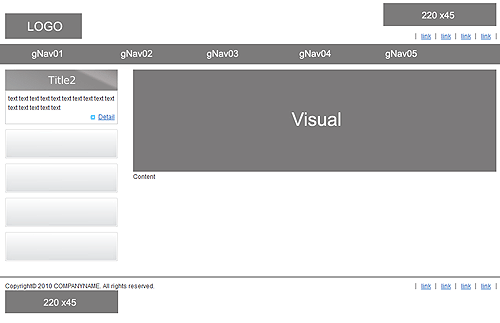 LOGO
220 x45
| link | link | link | link |
gNav01 gNav02 gNav03 gNav04 gNav05
Title2
text text text text text text text text text text
text text text text text
Detail
Visual
Content
Copyright© 2010 COMPANYNAME. All rights reserved.
| link | link | link | link |
220 x45